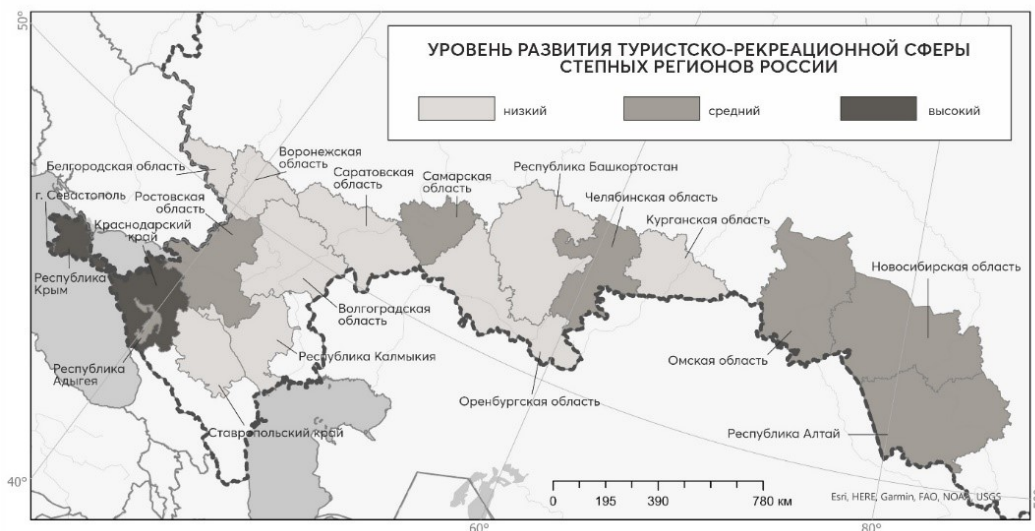 50°
УРОВЕНЬ РАЗВИТИЯ ТУРИСТСКО-РЕКРЕАЦИОННОЙ СФЕРЫ
СТЕПНЫХ РЕГИОНОВ РОССИИ
низкий
средний
высокий
Белгородская область
Воронежская
область
Саратовская
область
Самарская
область
Республика Башкортостан
Челябинская область
Курганская область
г. Севастополь
Ростовская
область
Краснодарский
край
Новосибирская область
Республика
Крым
Волгоградская
область
Республика Калмыкия
Омская область
Республика
Адыгея
Оренбургская область
Ставропольский край
Республика Алтай
40°
0 195 390 780 км
Esri, HERE, Garmin, FAO, NOAA, USGS
60°
80°